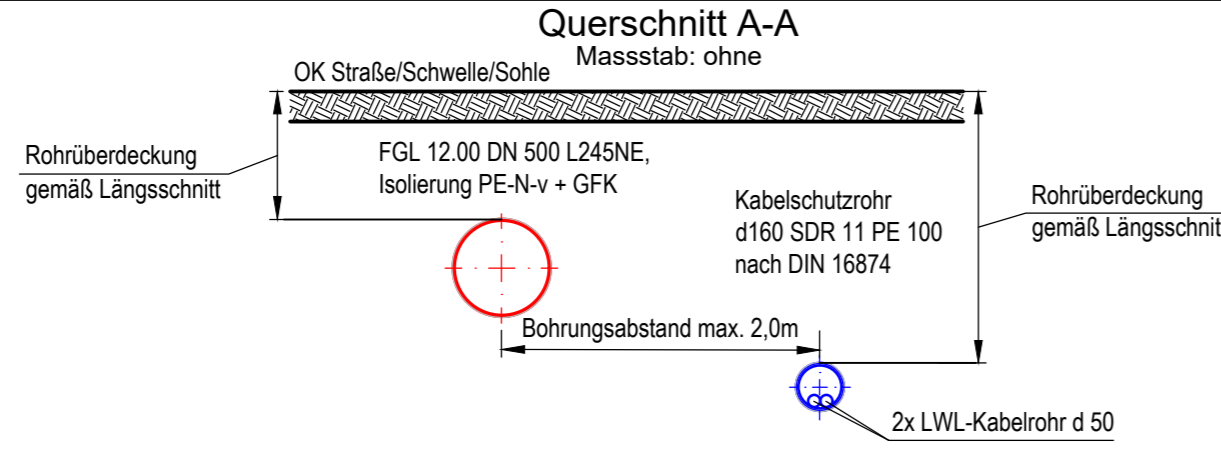 Querschnitt A-A
Massstab: ohne
OK Straße/Schwelle/Sohle
Rohrüberdeckung
gemäß Längsschnitt
FGL 12.00 DN 500 L245NE,
Isolierung PE-N-v + GFK
Kabelschutzrohr
d160 SDR 11 PE 100
nach DIN 16874
Rohrüberdeckung
gemäß Längsschnit
Bohrungsabstand max. 2,0m
2x LWL-Kabelrohr d 50